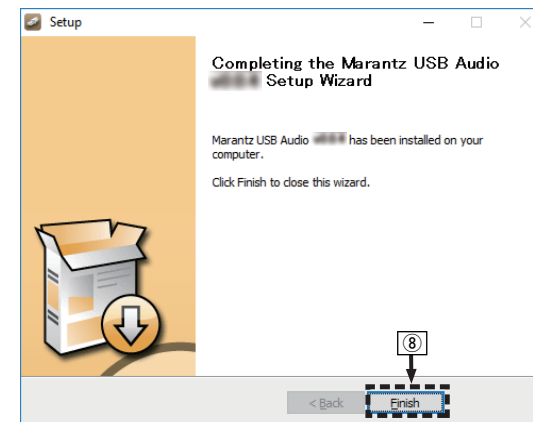 Setup
Completing the Marantz USB Audio
Setup Wizard
Marantz USB Audio has been installed on your
computer.
Click Finish to close this wizard.
⑧
< Back
Finish